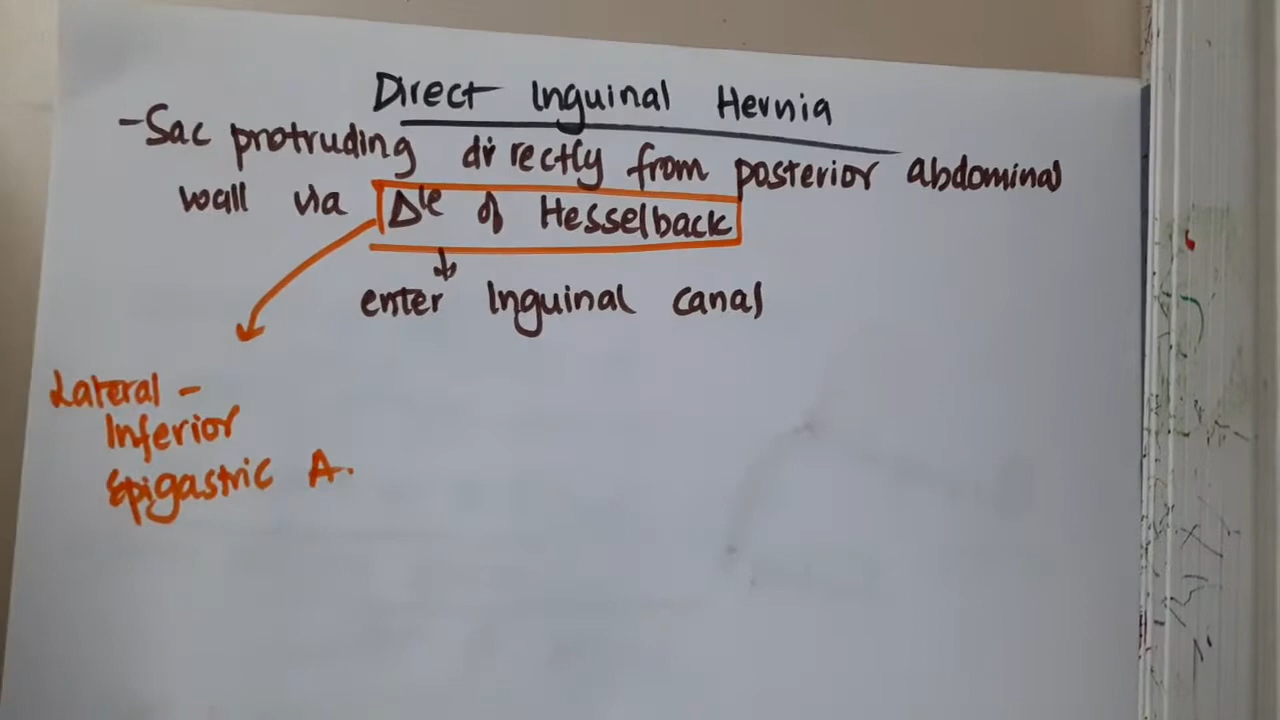 Direct Inguinal Hernia
-Sac protruding directly from posterior abdominal
wall via Δle of Hesselback
enter Inguinal canal
Lateral -
Inferior
Epigastric A.